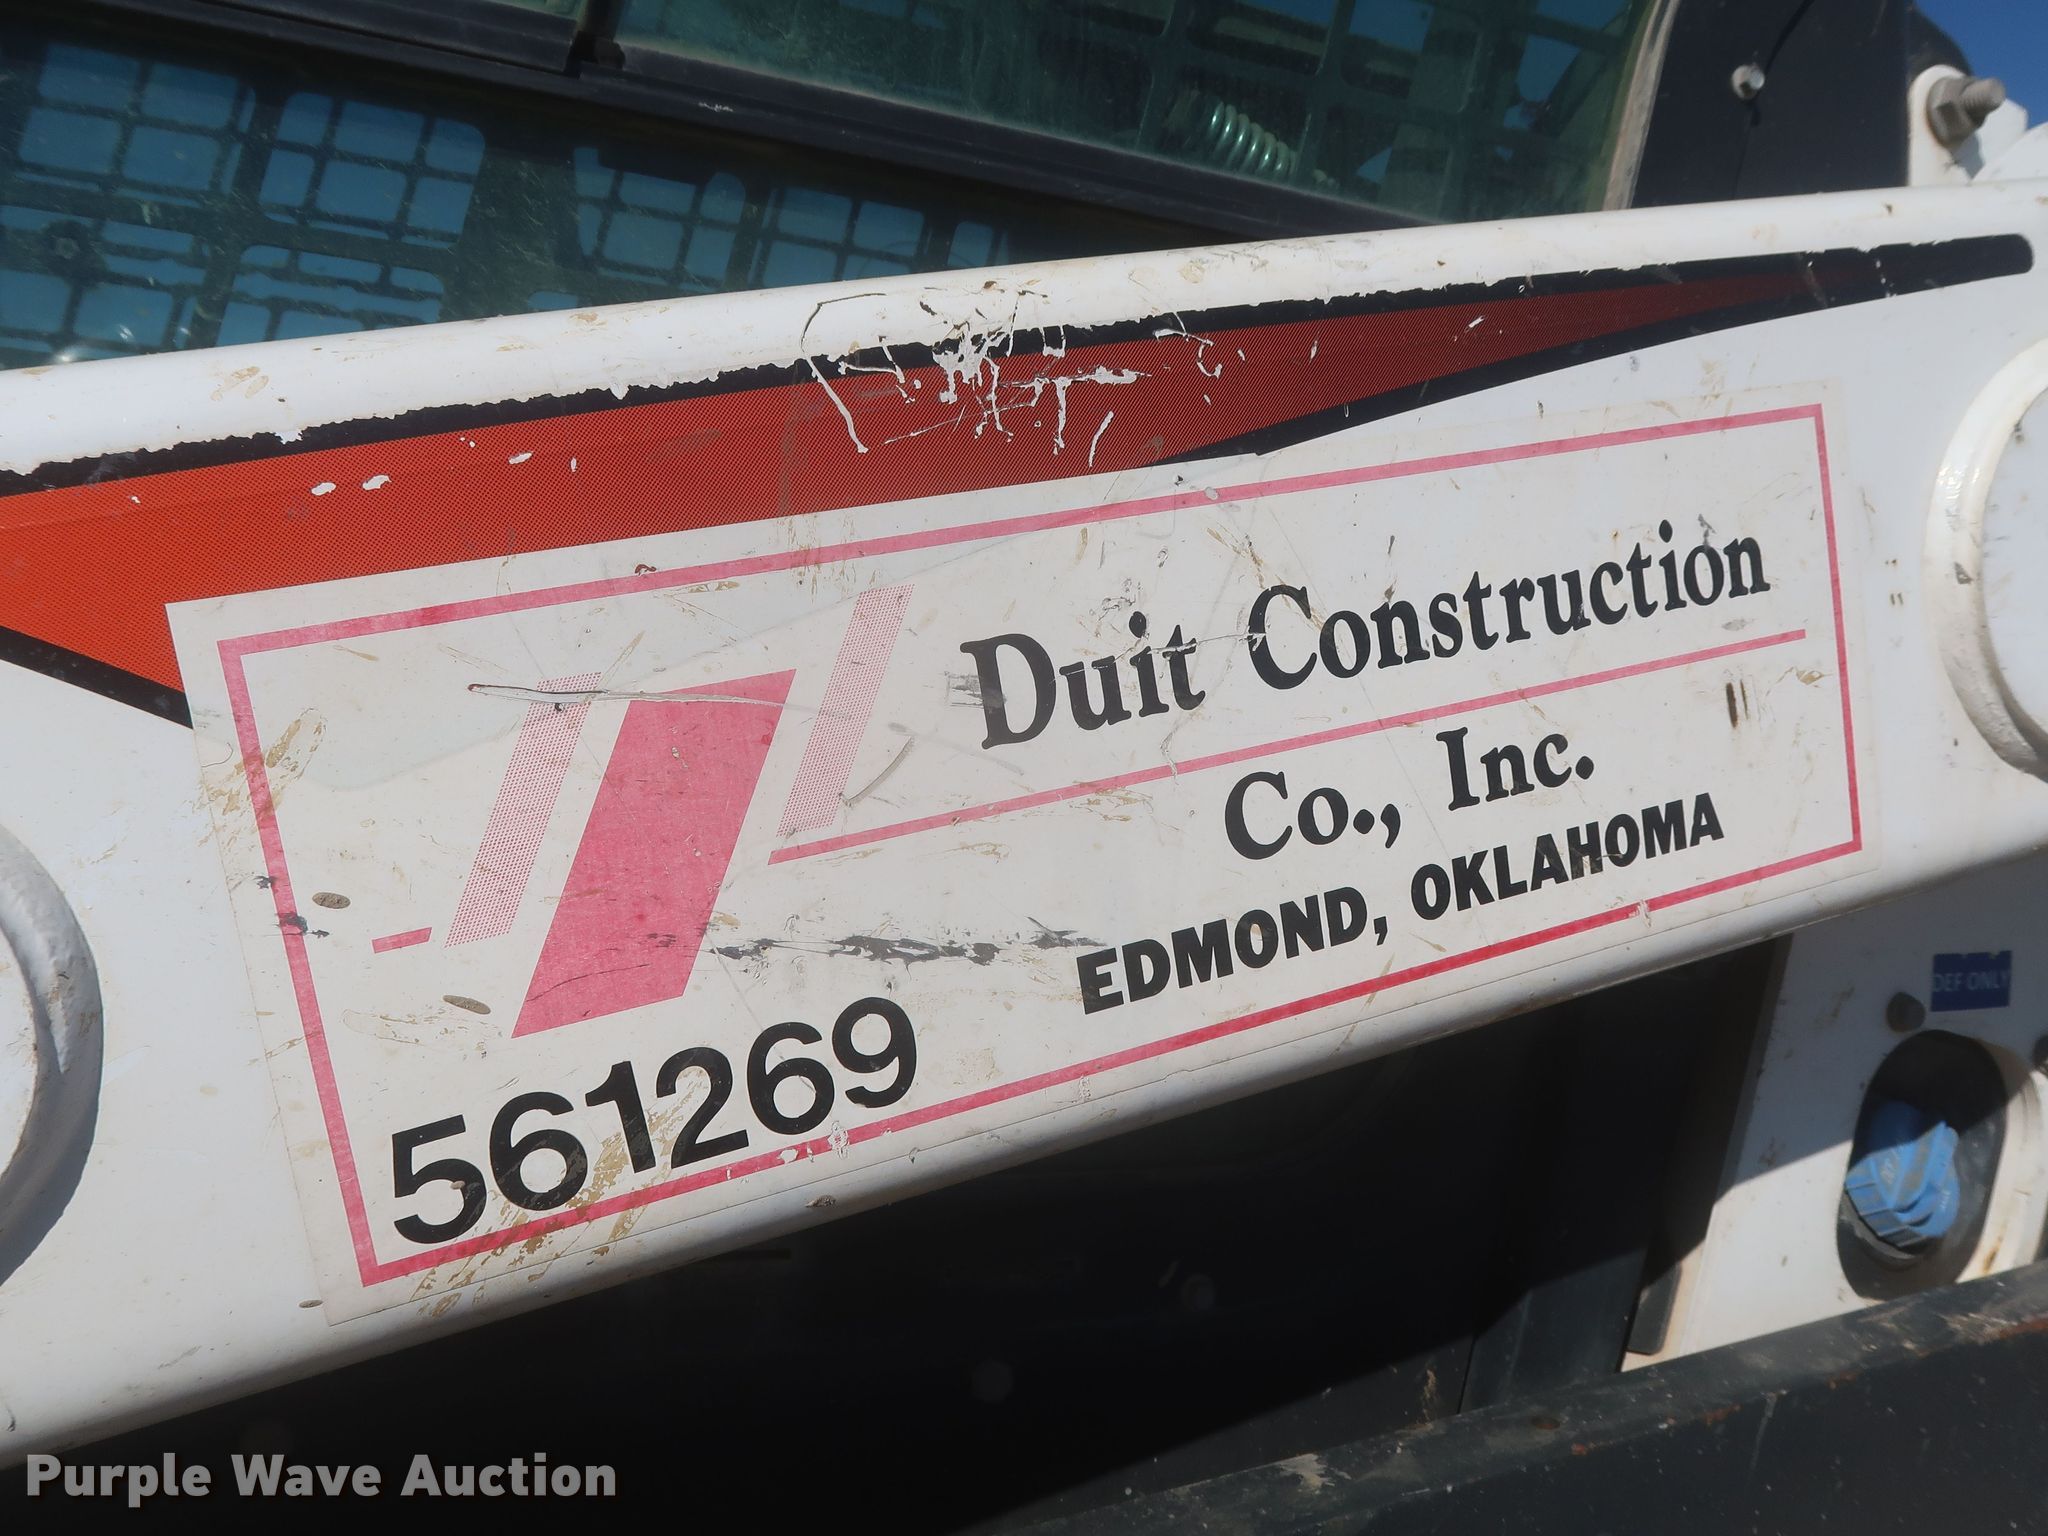 Duit Construction
Co., Inc.
EDMOND, OKLAHOMA
561269
DEF ONLY
Purple Wave Auction